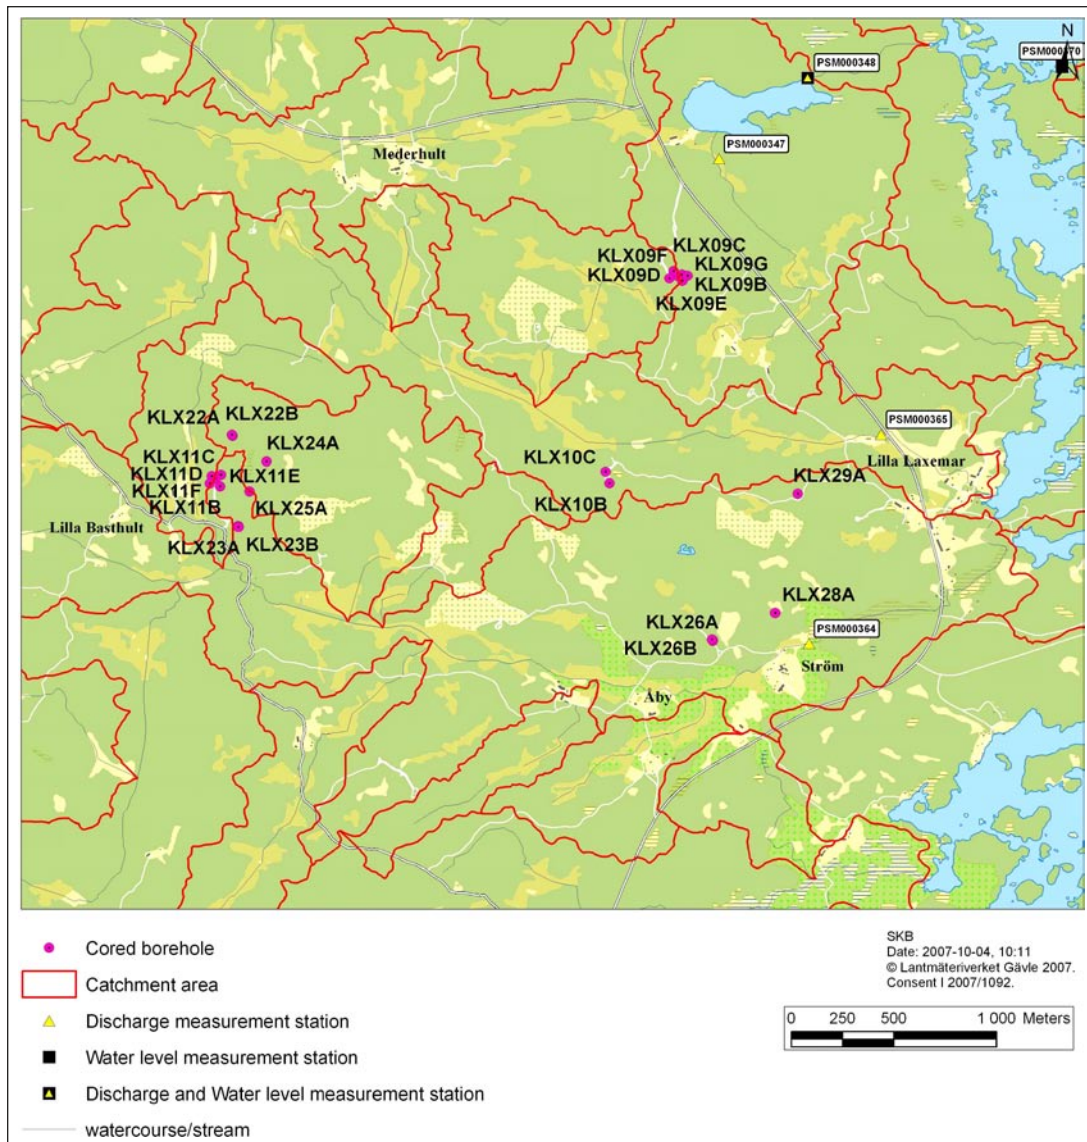 N
PSM000348
PSM000370
Mederhult
PSM000347
KLX09C
KLX09F
KLX09G
KLX09D
KLX09B
KLX09E
KLX22A
KLX22B
PSM000365
KLX24A
KLX11C
KLX10C
Lilla Laxemar
KLX11D
KLX11E
KLX29A
KLX11F
KLX10B
KLX11B
KLX25A
Lilla Basthult
KLX23A
KLX23B
KLX28A
KLX26A
PSM000364
KLX26B
Ström
Åby
Cored borehole
Catchment area
Discharge measurement station
Water level measurement station
Discharge and Water level measurement station
watercourse/stream
SKB
Date: 2007-10-04, 10:11
© Lantmäteriverket Gävle 2007.
Consent I 2007/1092.
0 250 500 1 000 Meters